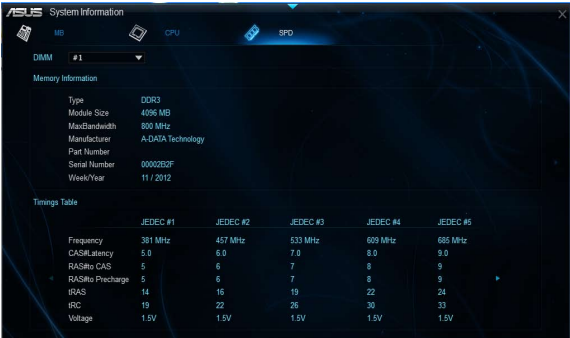 ASUS System Information
MB CPU SPD
DIMM #1
Memory Information
Type DDR3
Module Size 4096 MB
MaxBandwidth 800 MHz
Manufacturer A-DATA Technology
Part Number
Serial Number 00002B2F
Week/Year 11 / 2012
Timings Table
JEDEC #1 JEDEC #2 JEDEC #3 JEDEC #4 JEDEC #5
Frequency 381 MHz 457 MHz 533 MHz 609 MHz 685 MHz
CAS#Latency 5.0 6.0 7.0 8.0 9.0
RAS#to CAS 5 6 7 8 9
RAS#to Precharge 5 6 7 8 9
tRAS 14 16 19 22 24
tRC 19 22 26 30 33
Voltage 1.5V 1.5V 1.5V 1.5V 1.5V